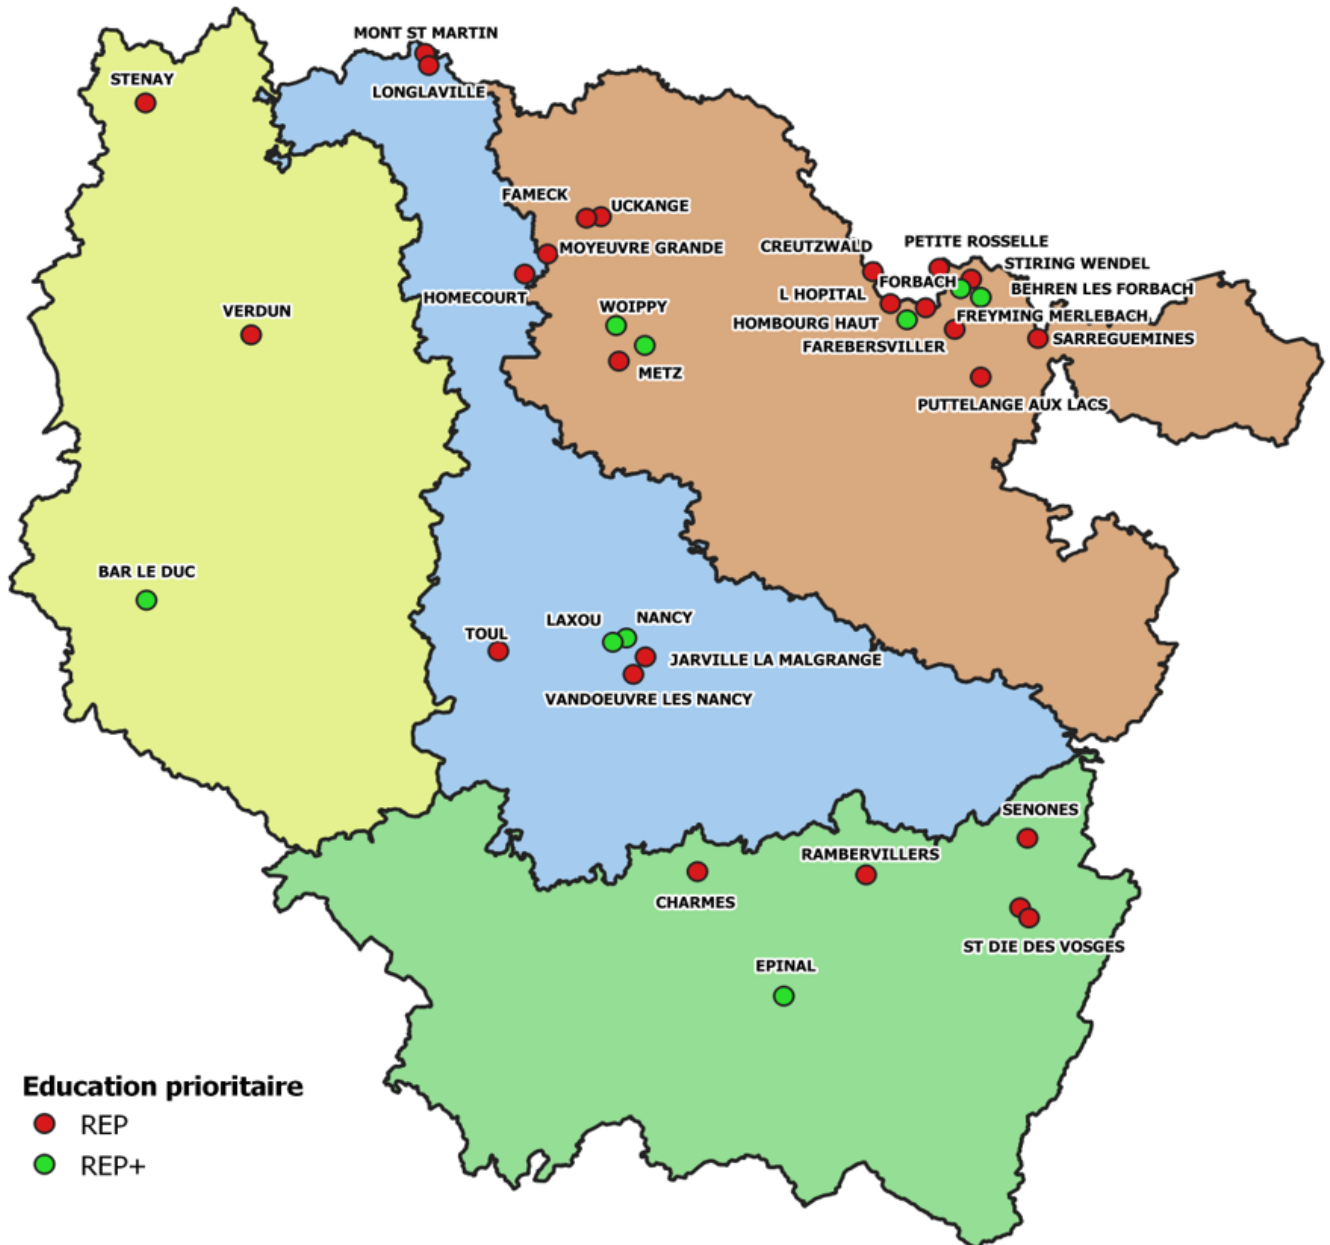 MONT ST MARTIN
STENAY
LONGLAVILLE
FAMECK
UCKANGE
MOYEUVRE GRANDE
CREUTZWALD
PETITE ROSSELLE
STIRING WENDEL
FORBACH
BEHREN LES FORBACH
L HOPITAL
HOMECOURT
WOIPPY
VERDUN
HOMBOURG HAUT
FREYMING MERLEBACH
FAREBERSVILLER
SARREGUEMINES
METZ
PUTTELANGE AUX LACS
BAR LE DUC
LAXOU
NANCY
TOUL
JARVILLE LA MALGRANGE
VANDOEUVRE LES NANCY
SENONES
RAMBERVILLERS
CHARMES
ST DIE DES VOSGES
EPINAL
Education prioritaire
REP
REP+